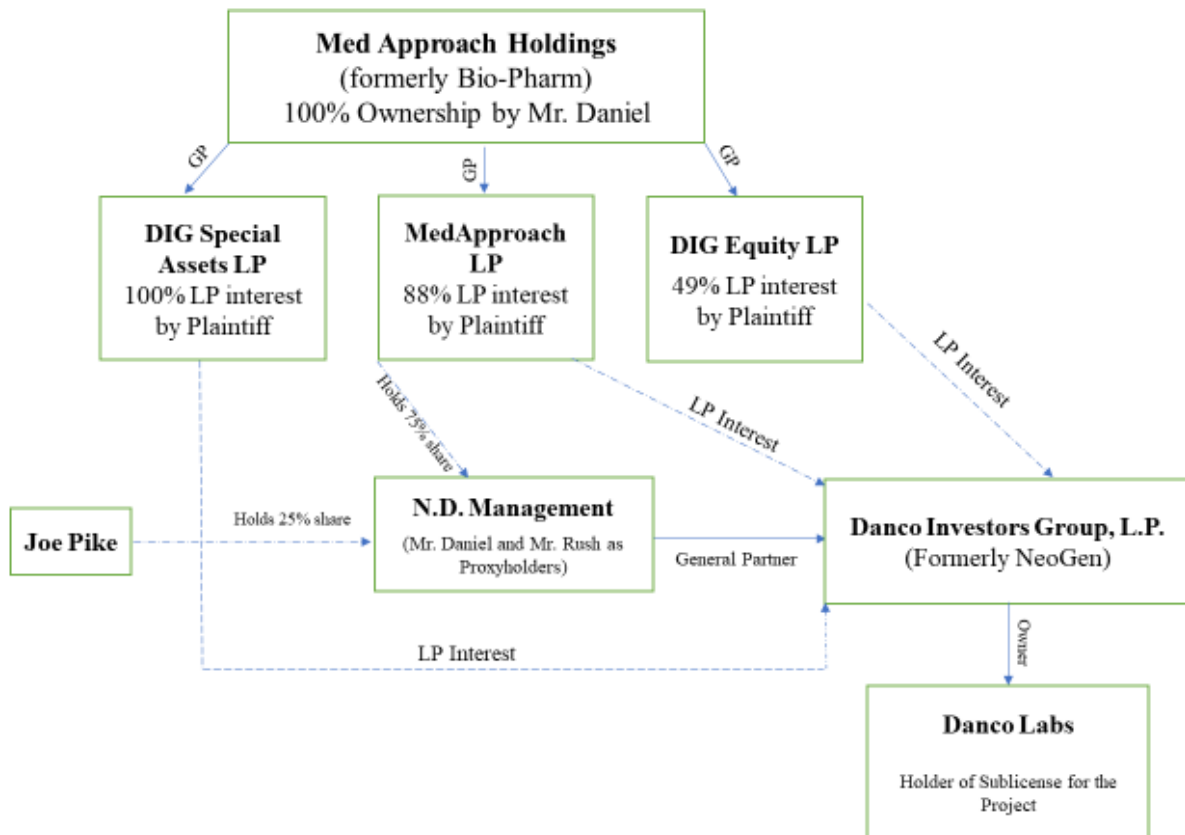 Med Approach Holdings
(formerly Bio-Pharm)
100% Ownership by Mr. Daniel
GP
GP
GP
DIG Special
Assets LP
100% LP interest
by Plaintiff
MedApproach
LP
88% LP interest
by Plaintiff
DIG Equity LP
49% LP interest
by Plaintiff
Holds 75% share
LP Interest
LP Interest
Joe Pike
Holds 25% share
N.D. Management
(Mr. Daniel and Mr. Rush as
Proxyholders)
General Partner
Danco Investors Group, L.P.
(Formerly NeoGen)
LP Interest
Owner
Danco Labs
Holder of Sublicense for the
Project